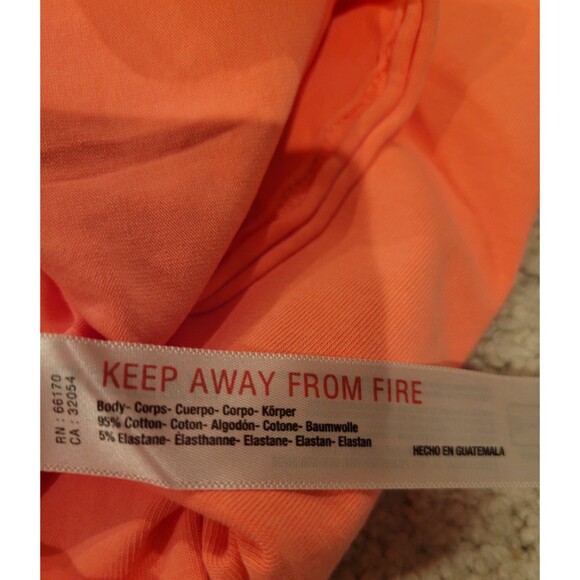 RN : 66170
CA : 32054
KEEP AWAY FROM FIRE
Body- Corps- Cuerpo- Corpo- Körper
95% Cotton- Coton- Algodón- Cotone- Baumwolle
5% Elastane- Élasthanne- Elastane- Elastan- Elastan
HECHO EN GUATEMALA